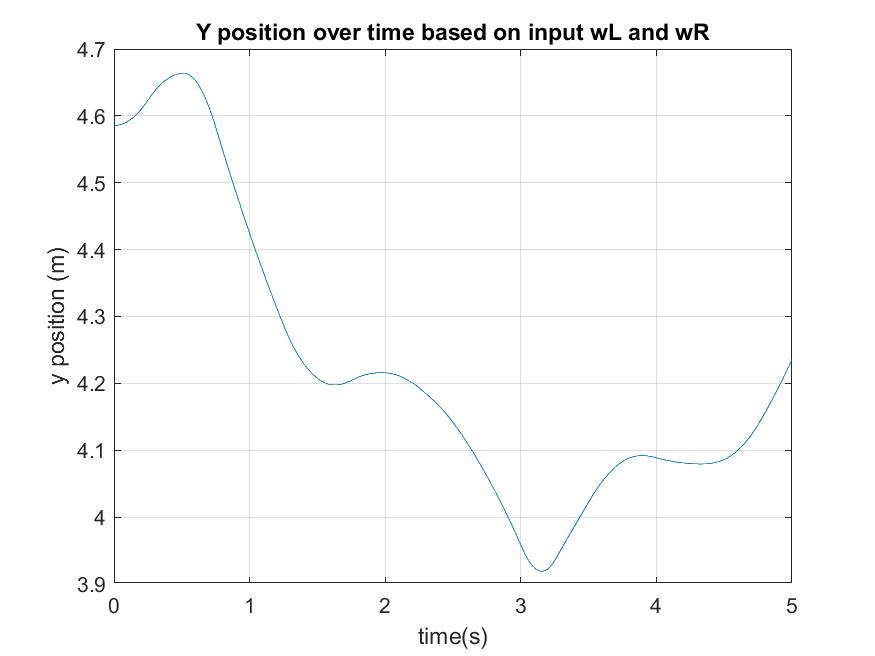 Y position over time based on input wL and wR
4.7
4.6
4.5
4.4
4.3
4.2
4.1
4
3.9
y position (m)
0 1 2 3 4 5
time(s)